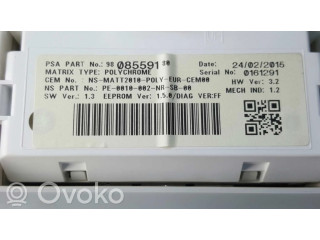 PSA PART No.: 98 085591 80
MATRIX TYPE: POLYCHROME
CEM No. : NS-MATT2010-POLY-EUR-CEM00
NS PART No.: PE-0010-002-NR-SB-00
SW Ver.: 1.3 EEPROM Ver: 1.5.0/DIAG VER:FF
Date: 24/02/2015
Serial No: 0161291
HW Ver.: 3.2
MECH IND: 1.2
OVOKO